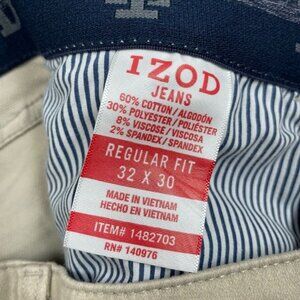 IZOD
JEANS
60% COTTON/ALGODÓN
30% POLYESTER/POLIÉSTER
8% VISCOSE/VISCOSA
2% SPANDEX/SPANDEX
REGULAR FIT
32 X 30
MADE IN VIETNAM
HECHO EN VIETNAM
ITEM# 1482703
RN# 140976